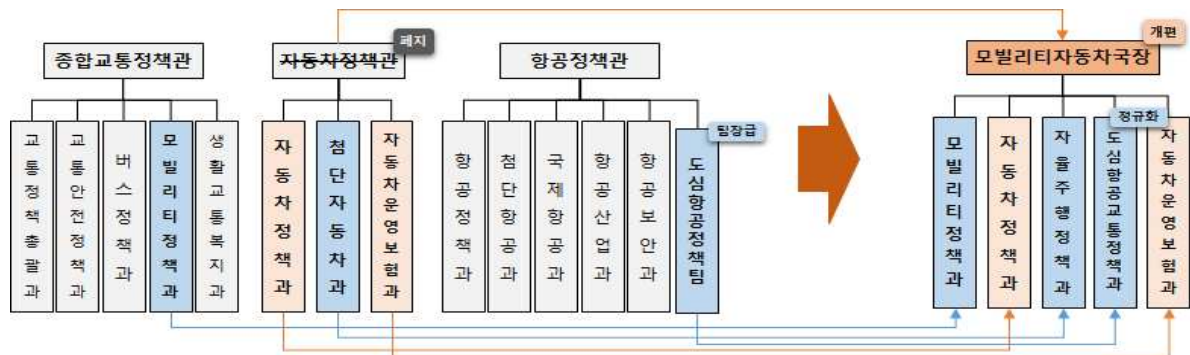 폐지
개편
종합교통정책관
자동차정책관
항공정책관
모빌리티자동차국장
교통정책총괄과
교통안전정책과
버스정책과
모빌리티정책과
생활교통복지과
자동차정책과
첨단자동차과
자동차운영보험과
항공정책과
첨단항공과
국제항공과
항공산업과
항공보안과
팀장급
도심항공정책팀
정규화
모빌리티정책과
자동차정책과
자율주행정책과
도심항공교통정책과
자동차운영보험과